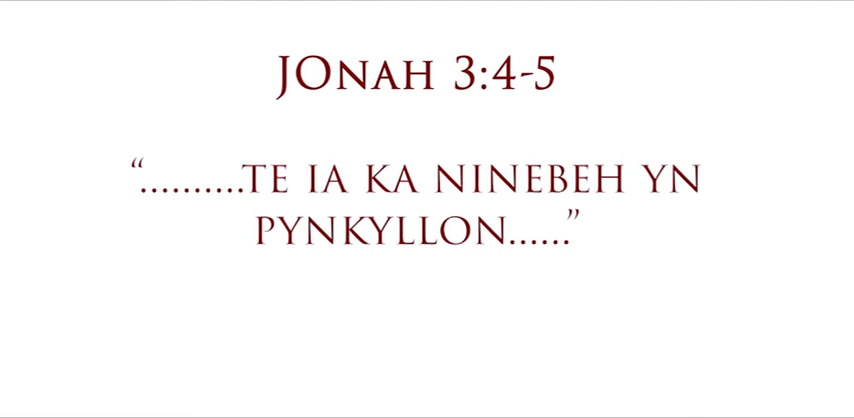 JONAH 3:4-5
“..........TE IA KA NINEBEH YN
PYNKYLLON......”